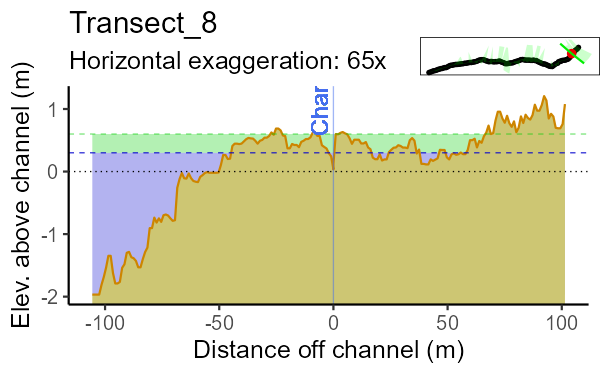 Transect_8
Horizontal exaggeration: 65x
Elev. above channel (m)
1
0
-1
-2
Char
-100
-50
0
50
100
Distance off channel (m)